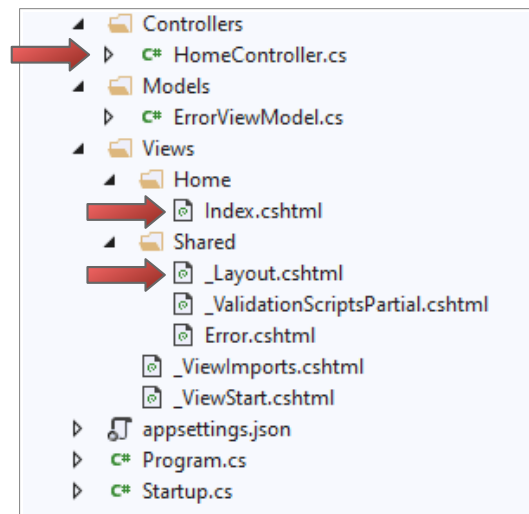 Controllers
C# HomeController.cs
Models
C# ErrorViewModel.cs
Views
Home
Index.cshtml
Shared
_Layout.cshtml
_ValidationScriptsPartial.cshtml
Error.cshtml
_ViewImports.cshtml
_ViewStart.cshtml
appsettings.json
C# Program.cs
C# Startup.cs